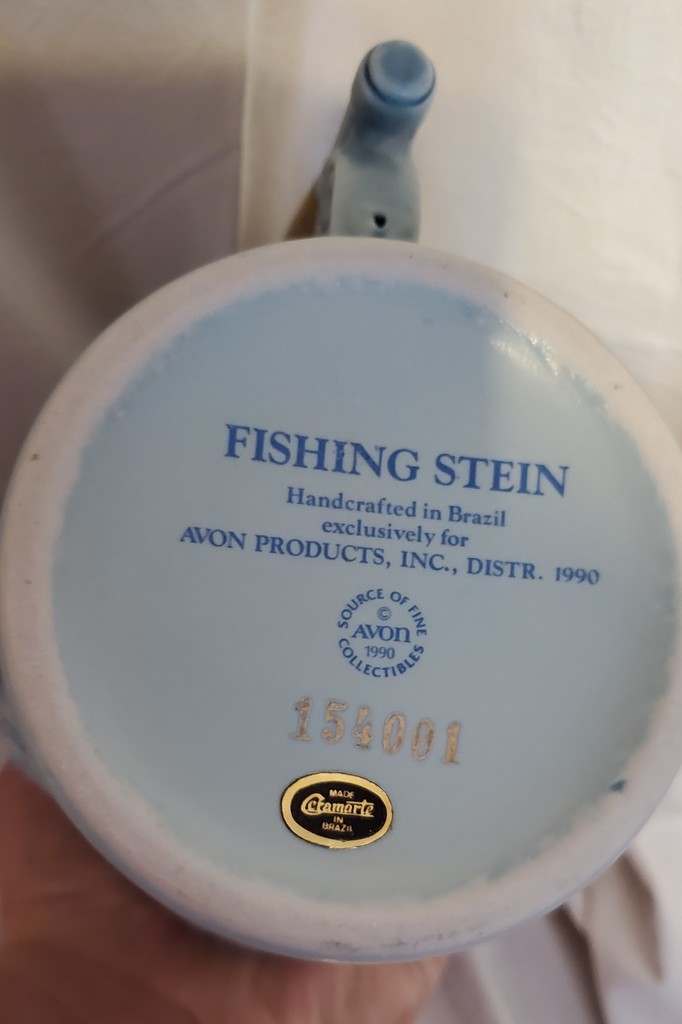 FISHING STEIN
Handcrafted in Brazil
exclusively for
AVON PRODUCTS, INC., DISTR. 1990
SOURCE OF FINE
©
AVON
1990
COLLECTIBLES
154001
MADE
Ceramarte
IN
BRAZIL